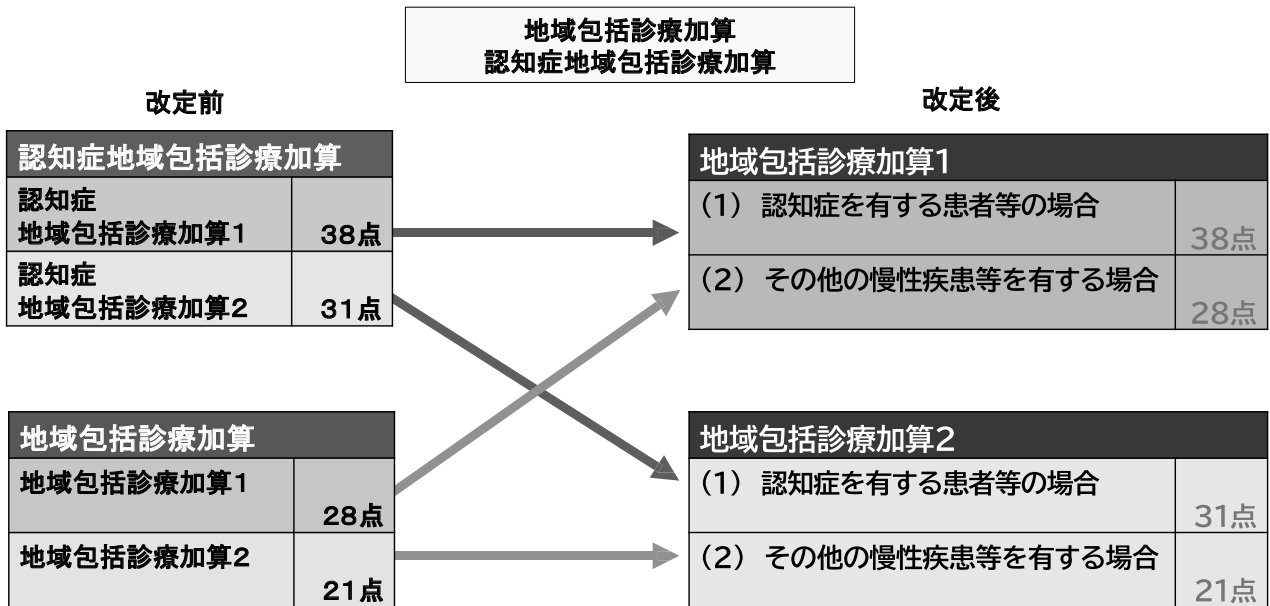 地域包括診療加算
認知症地域包括診療加算
改定前
認知症地域包括診療加算
認知症
地域包括診療加算1 38点
認知症
地域包括診療加算2 31点
地域包括診療加算
地域包括診療加算1
28点
地域包括診療加算2
21点
改定後
地域包括診療加算1
（1） 認知症を有する患者等の場合
38点
（2） その他の慢性疾患等を有する場合
28点
地域包括診療加算2
（1） 認知症を有する患者等の場合
31点
（2） その他の慢性疾患等を有する場合
21点